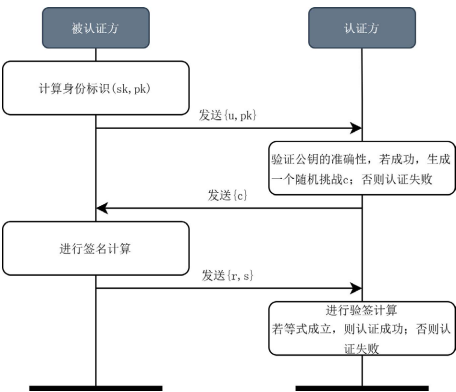 被认证方
认证方
计算身份标识(sk,pk)
发送{u,pk}
验证公钥的准确性，若成功，生成
一个随机挑战c；否则认证失败
发送{c}
进行签名计算
发送{r,s}
进行验签计算
若等式成立，则认证成功；否则认
证失败